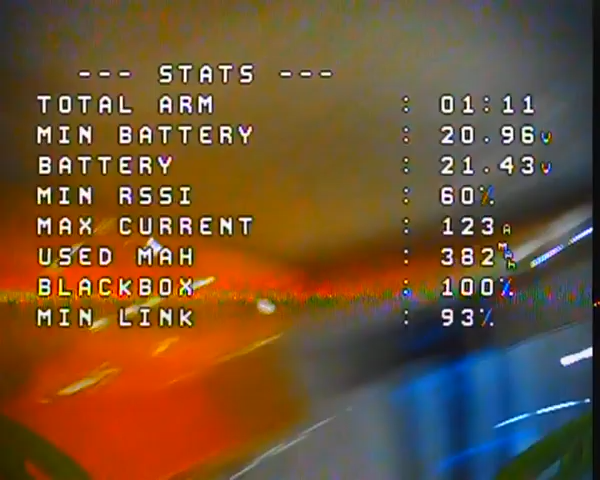 --- STATS ---
TOTAL ARM : 01:11
MIN BATTERY : 20.96V
BATTERY : 21.43V
MIN RSSI : 60%
MAX CURRENT : 123A
USED MAH : 382mAh
BLACKBOX : 100%
MIN LINK : 93%